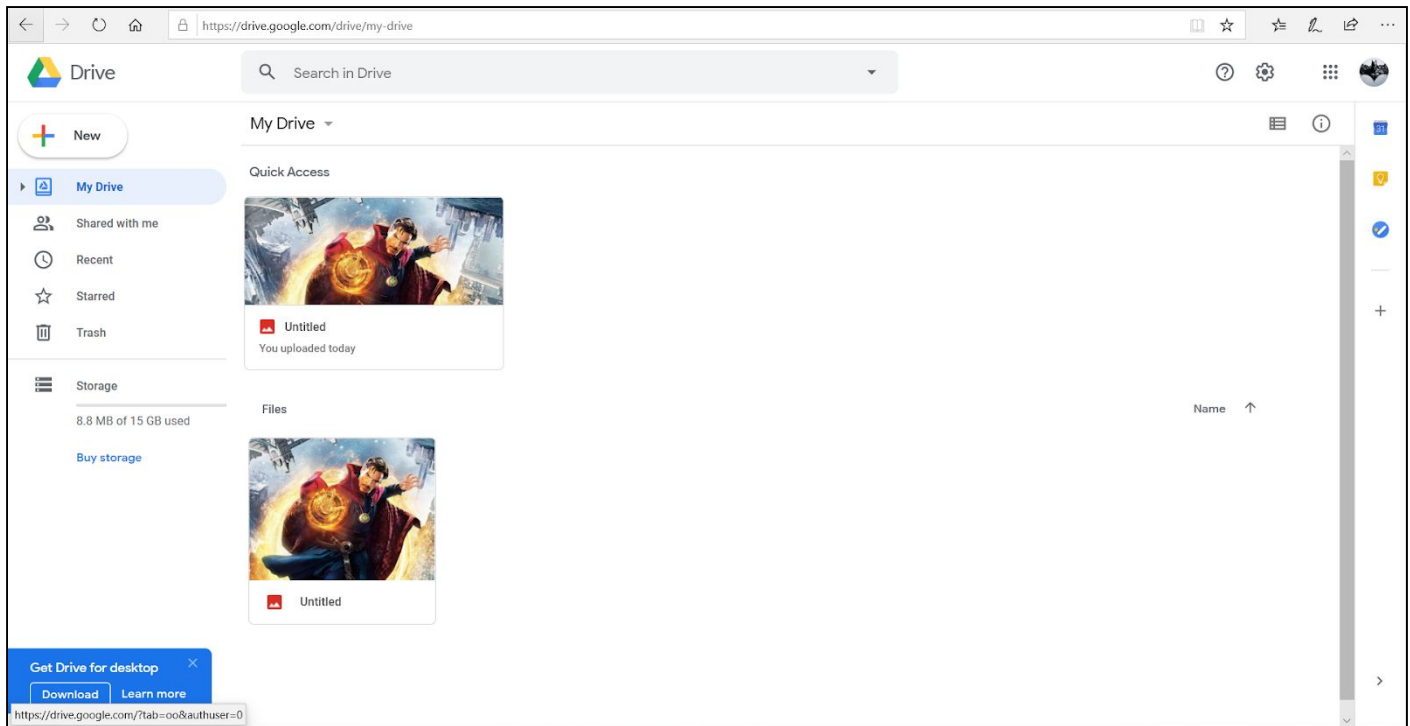 https://drive.google.com/drive/my-drive
Drive
Search in Drive
New
My Drive
31
Quick Access
My Drive
Shared with me
Recent
Starred
Trash
Untitled
You uploaded today
Storage
8.8 MB of 15 GB used
Buy storage
Files
Name
Untitled
Get Drive for desktop
Download Learn more
https://drive.google.com/?tab=oo&authuser=0